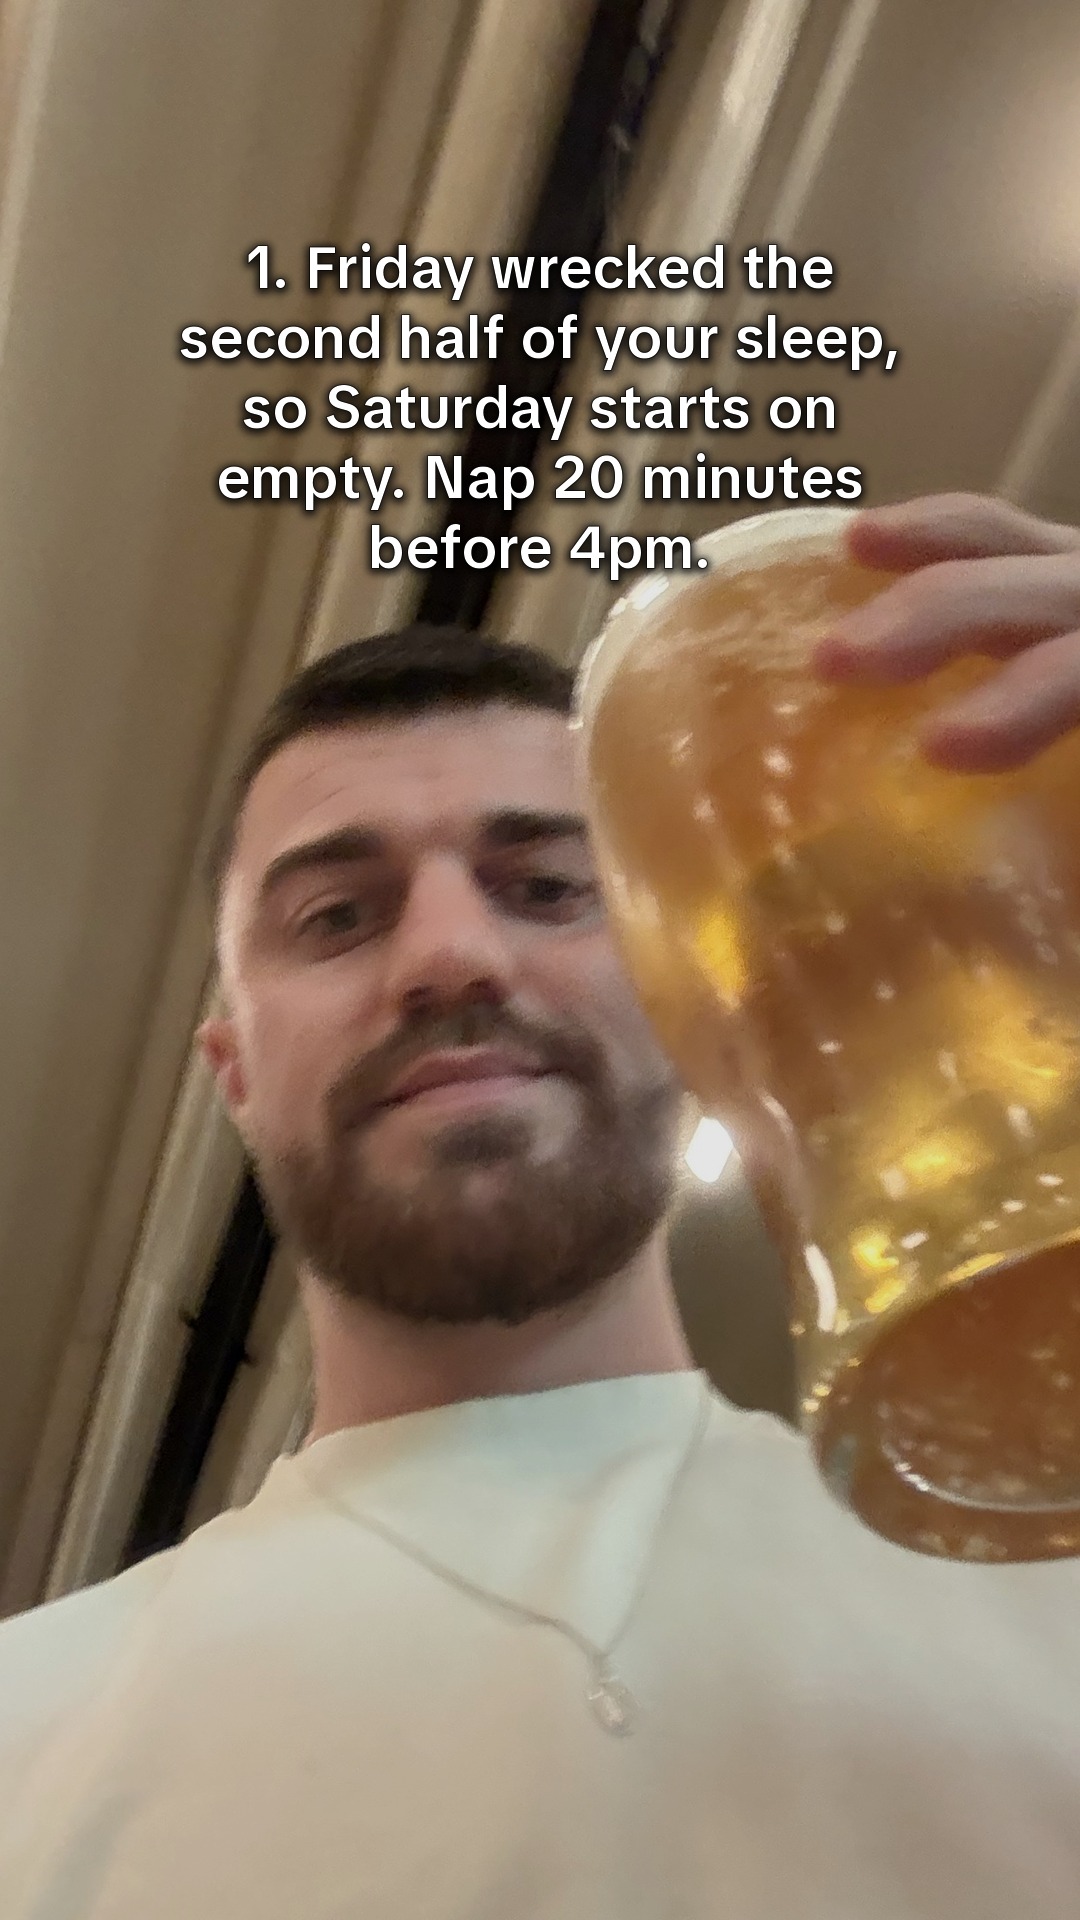 1. Friday wrecked the
second half of your sleep,
so Saturday starts on
empty. Nap 20 minutes
before 4pm.